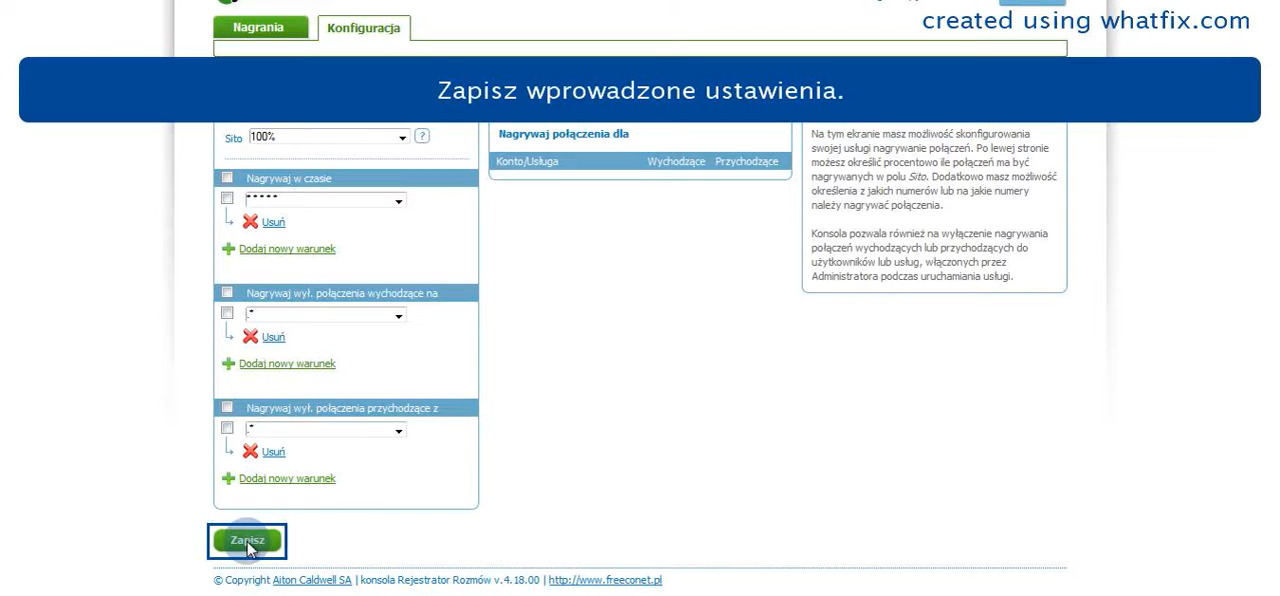 created using whatfix.com
Nagrania
Konfiguracja
Zapisz wprowadzone ustawienia.
Sito 100% ?
Nagrywaj w czasie
* * * * *
Usuń
Dodaj nowy warunek
Nagrywaj wył. połączenia wychodzące na
.*
Usuń
Dodaj nowy warunek
Nagrywaj wył. połączenia przychodzące z
.*
Usuń
Dodaj nowy warunek
Zapisz
Nagrywaj połączenia dla
Konto/Usługa Wychodzące Przychodzące
Na tym ekranie masz możliwość skonfigurowania
swojej usługi nagrywanie połączeń. Po lewej stronie
możesz określić procentowo ile połączeń ma być
nagrywanych w polu Sito. Dodatkowo masz możliwość
określenia z jakich numerów lub na jakie numery
należy nagrywać połączenia.
Konsola pozwala również na wyłączenie nagrywania
połączeń wychodzących lub przychodzących do
użytkowników lub usług, włączonych przez
Administratora podczas uruchamiania usługi.
© Copyright Aiton Caldwell SA | konsola Rejestrator Rozmów v.4.18.00 | http://www.freeconet.pl